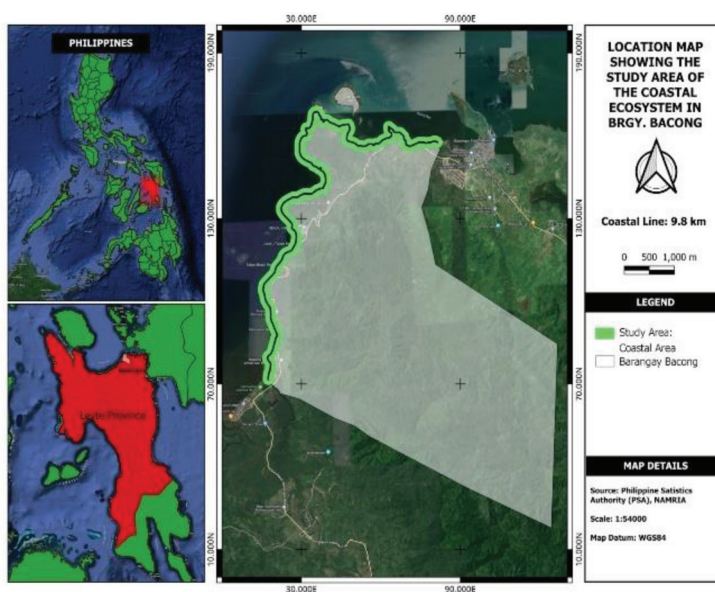 PHILIPPINES
Leyte Province
30.000E
90.000E
190.000N
130.000N
70.000N
10.000N
190.000N
130.000N
70.000N
10.000N
30.000E
90.000E
LOCATION MAP
SHOWING THE
STUDY AREA OF
THE COASTAL
ECOSYSTEM IN
BRGY. BACONG
Coastal Line: 9.8 km
0 500 1,000 m
LEGEND
Study Area:
Coastal Area
Barangay Bacong
MAP DETAILS
Source: Philippine Satistics
Authority (PSA), NAMRIA
Scale: 1:54000
Map Datum: WGS84